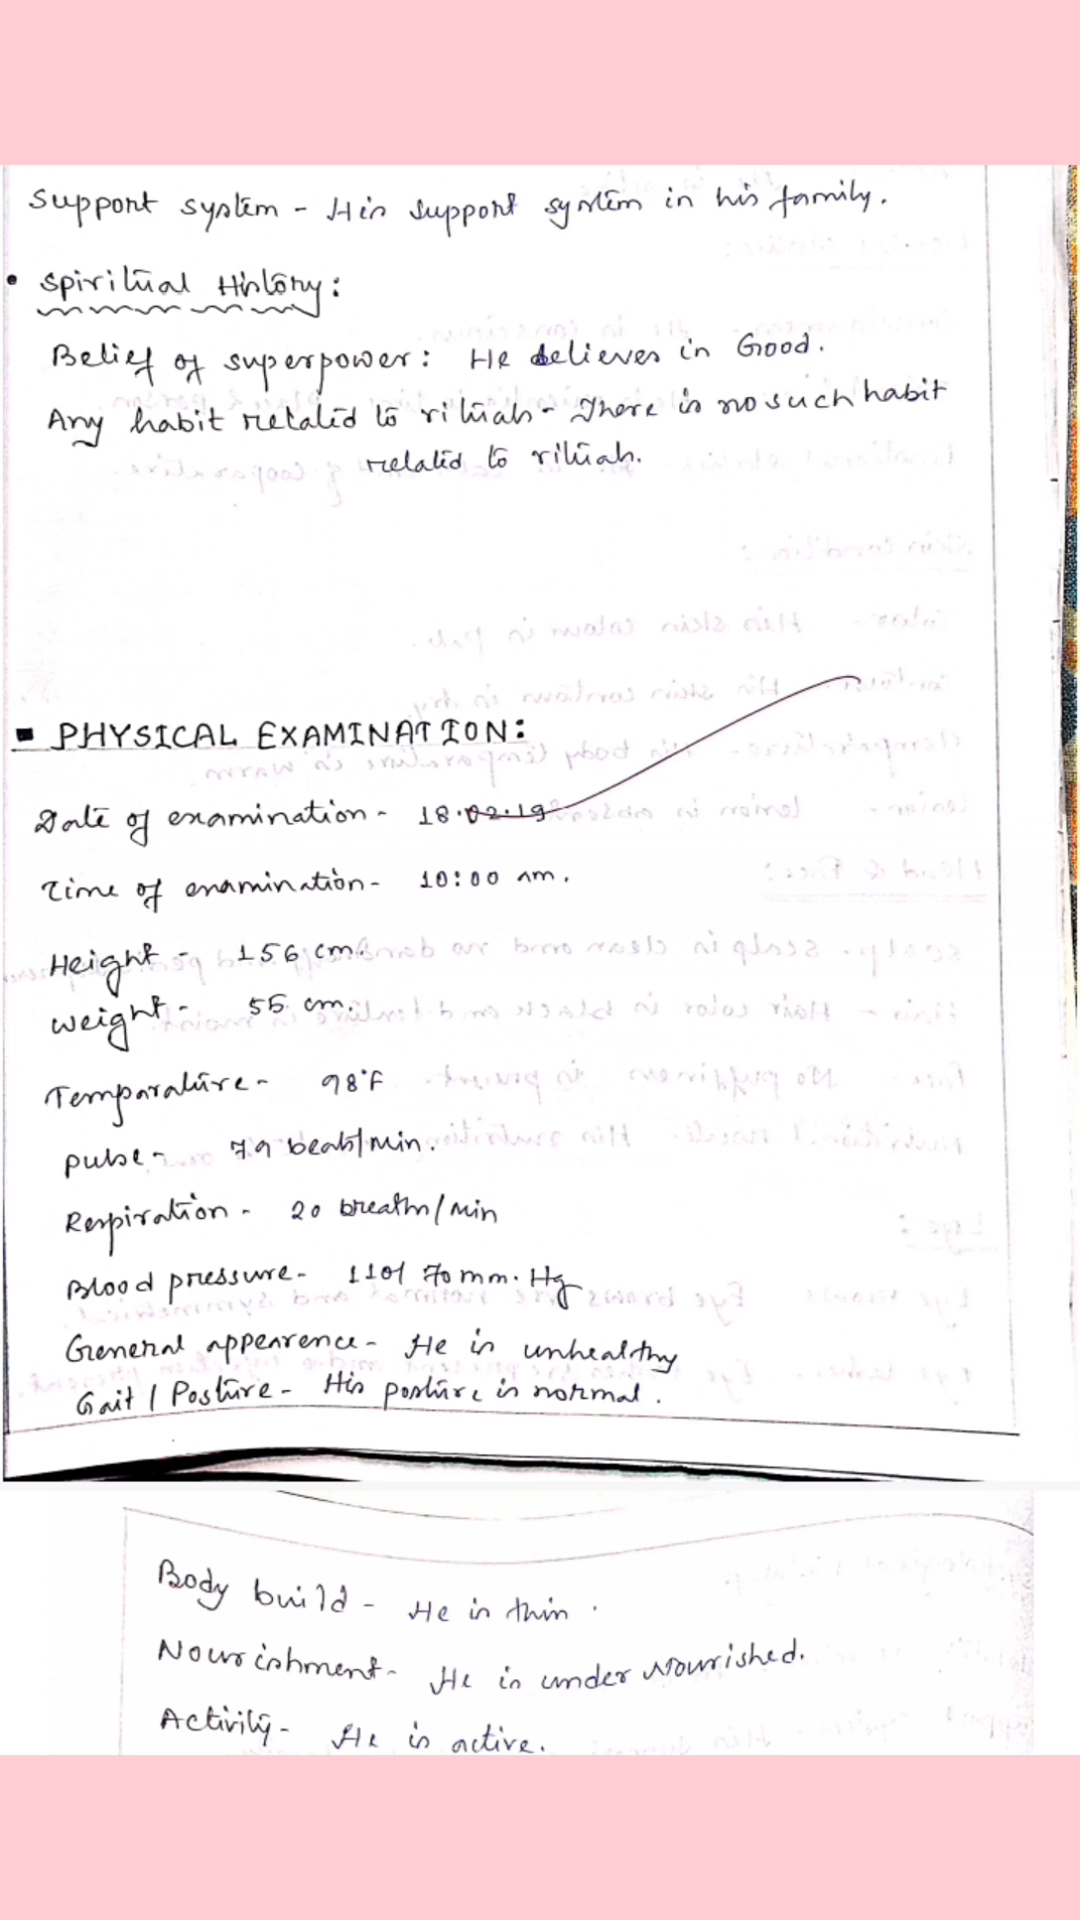 support system - His support system in his family.
• spiritual History:
Belief of superpower: He believes in Good.
Any habit related to rituals - There is no such habit
related to rituals.
■ PHYSICAL EXAMINATION:
Date of examination - 18.02.19
Time of examination - 10:00 am.
Height - 156 cm.
weight - 55 cm.
Temparature - 98°F
pulse - 79 beats/min.
Respiration - 20 breaths/min
Blood pressure - 110/70 mm.Hg
General appearence - He is unhealthy
Gait / Posture - His posture is normal.
Body build - He is thin.
Nourishment - He is under nourished.
Activity - He is active.